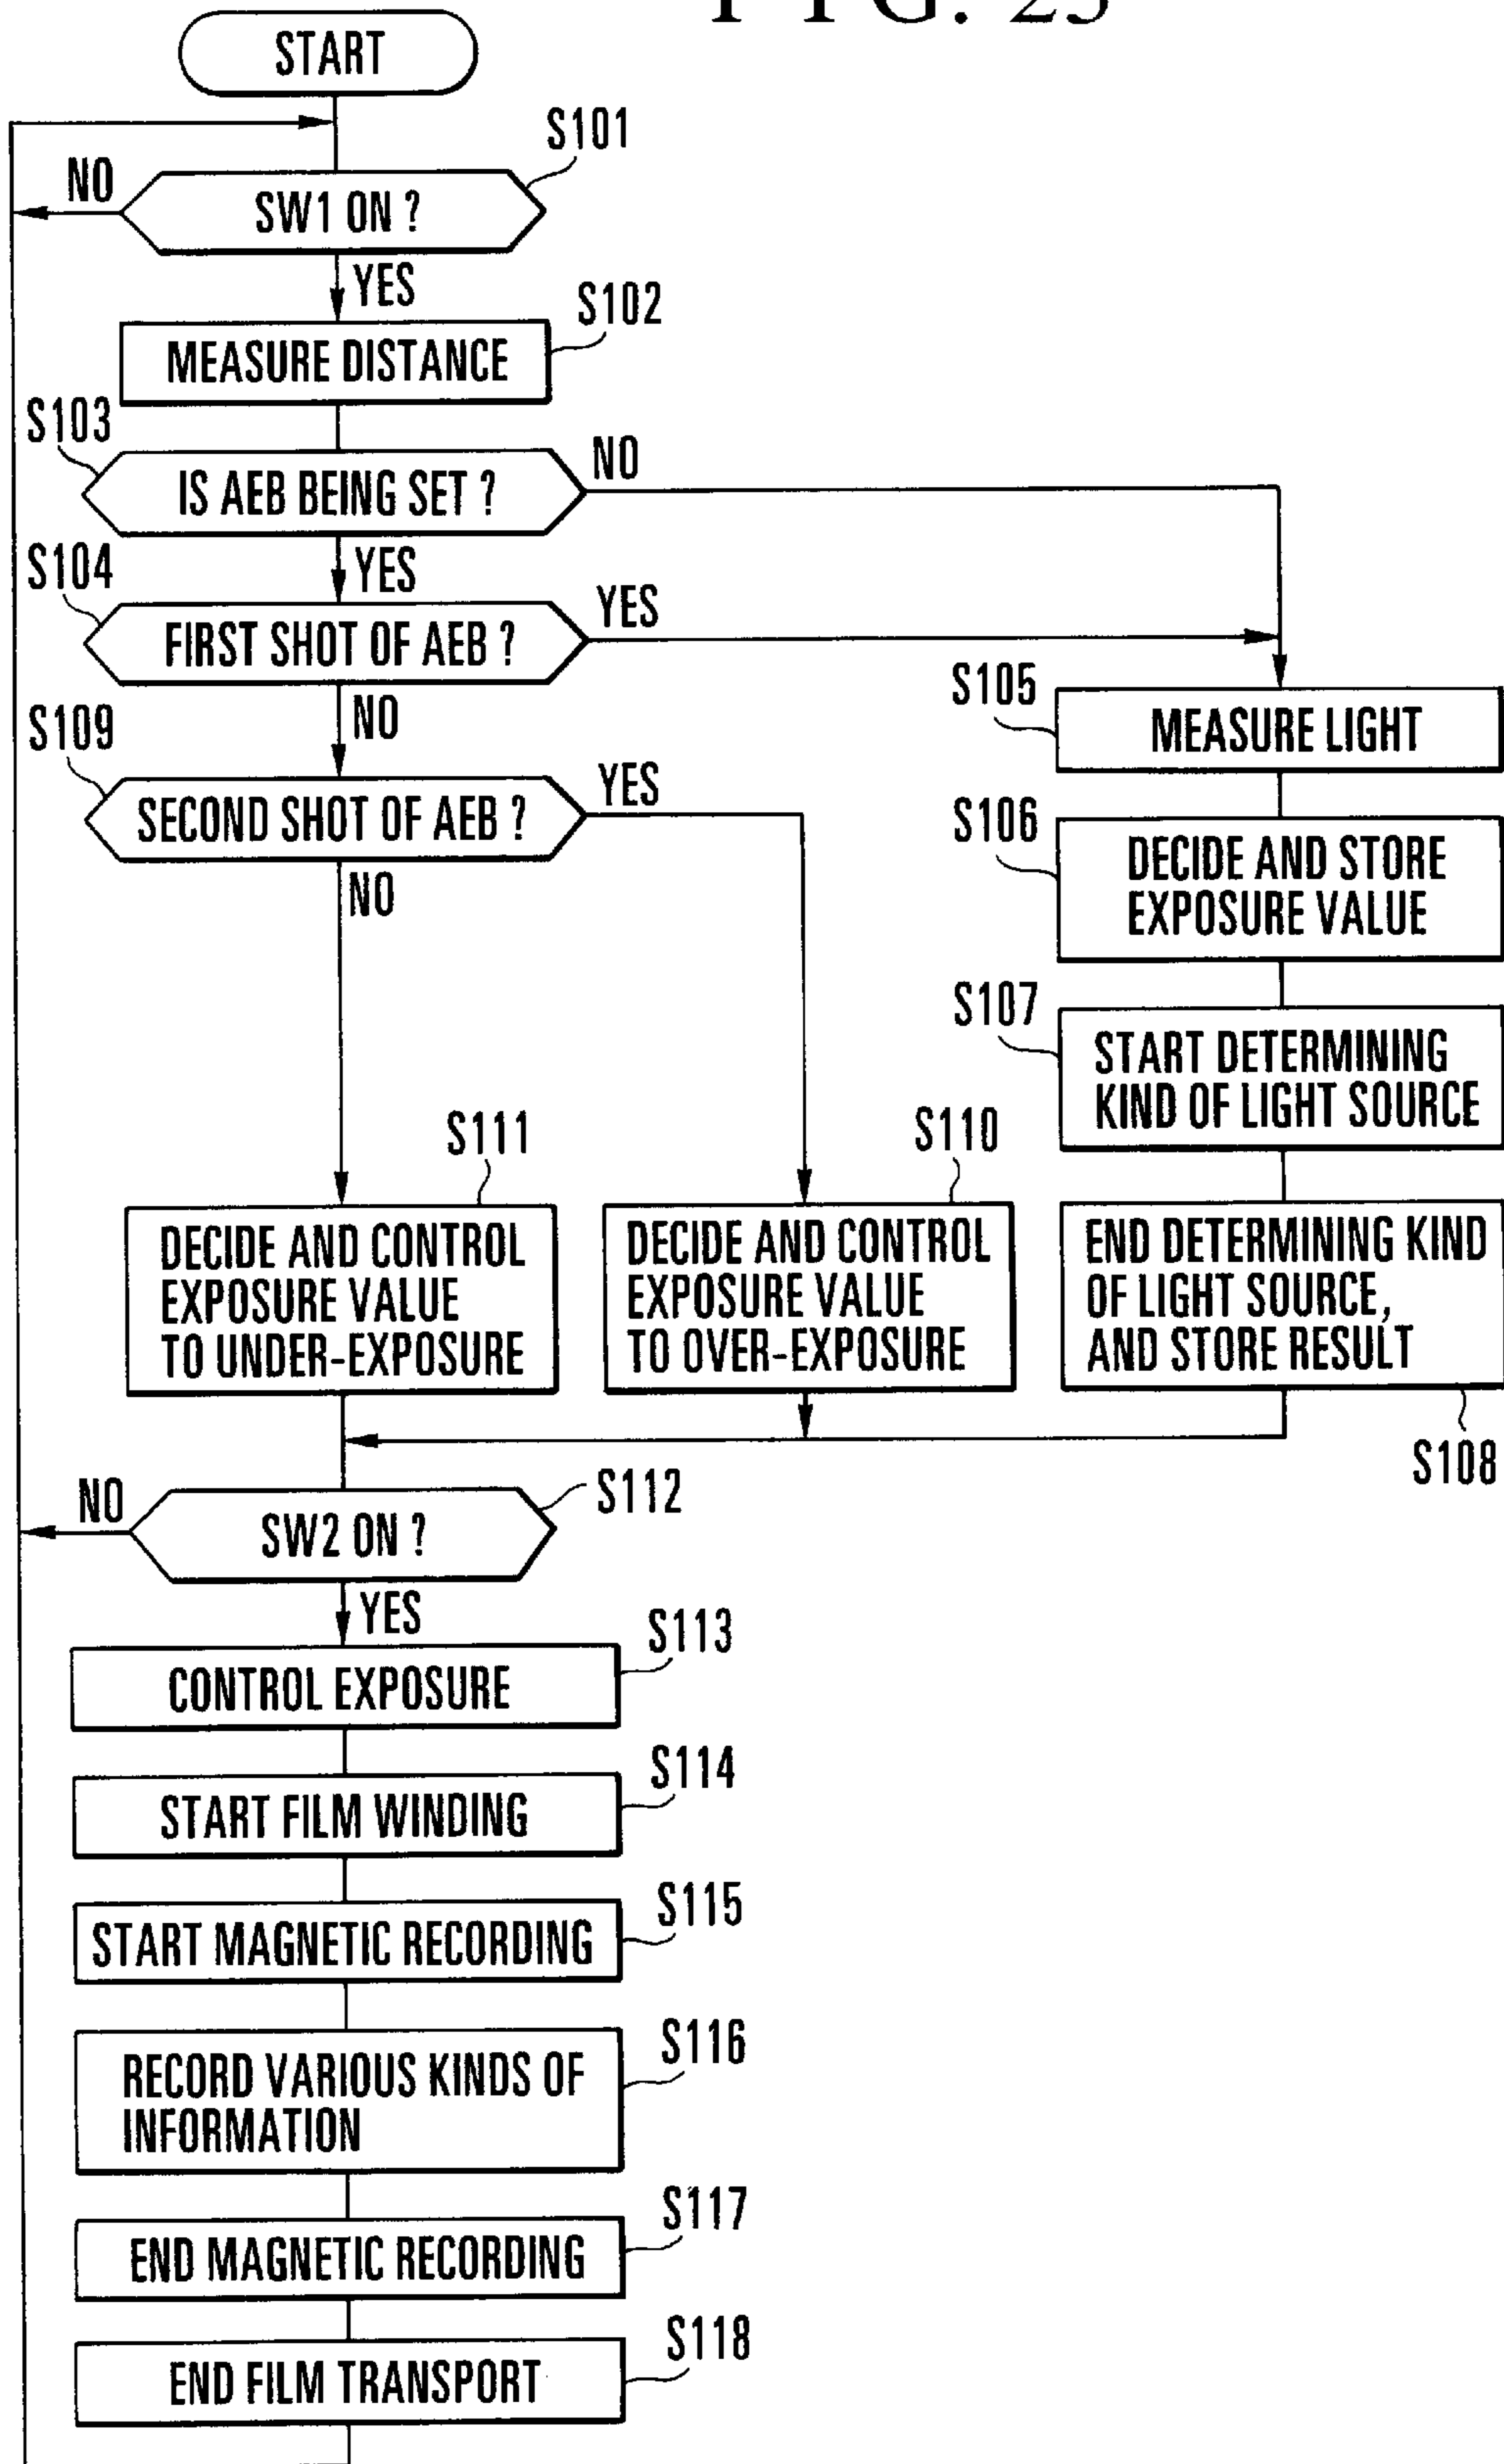 FIG. 25
START
S101
NO
SW1 ON ?
YES
S102
MEASURE DISTANCE
S103
NO
IS AEB BEING SET ?
YES
S104
YES
FIRST SHOT OF AEB ?
NO
S105
MEASURE LIGHT
S109
YES
SECOND SHOT OF AEB ?
NO
S106
DECIDE AND STORE
EXPOSURE VALUE
S107
START DETERMINING
KIND OF LIGHT SOURCE
S111
DECIDE AND CONTROL
EXPOSURE VALUE
TO UNDER-EXPOSURE
S110
DECIDE AND CONTROL
EXPOSURE VALUE
TO OVER-EXPOSURE
END DETERMINING KIND
OF LIGHT SOURCE,
AND STORE RESULT
S108
NO
SW2 ON ?
S112
YES
S113
CONTROL EXPOSURE
S114
START FILM WINDING
S115
START MAGNETIC RECORDING
S116
RECORD VARIOUS KINDS OF
INFORMATION
S117
END MAGNETIC RECORDING
S118
END FILM TRANSPORT